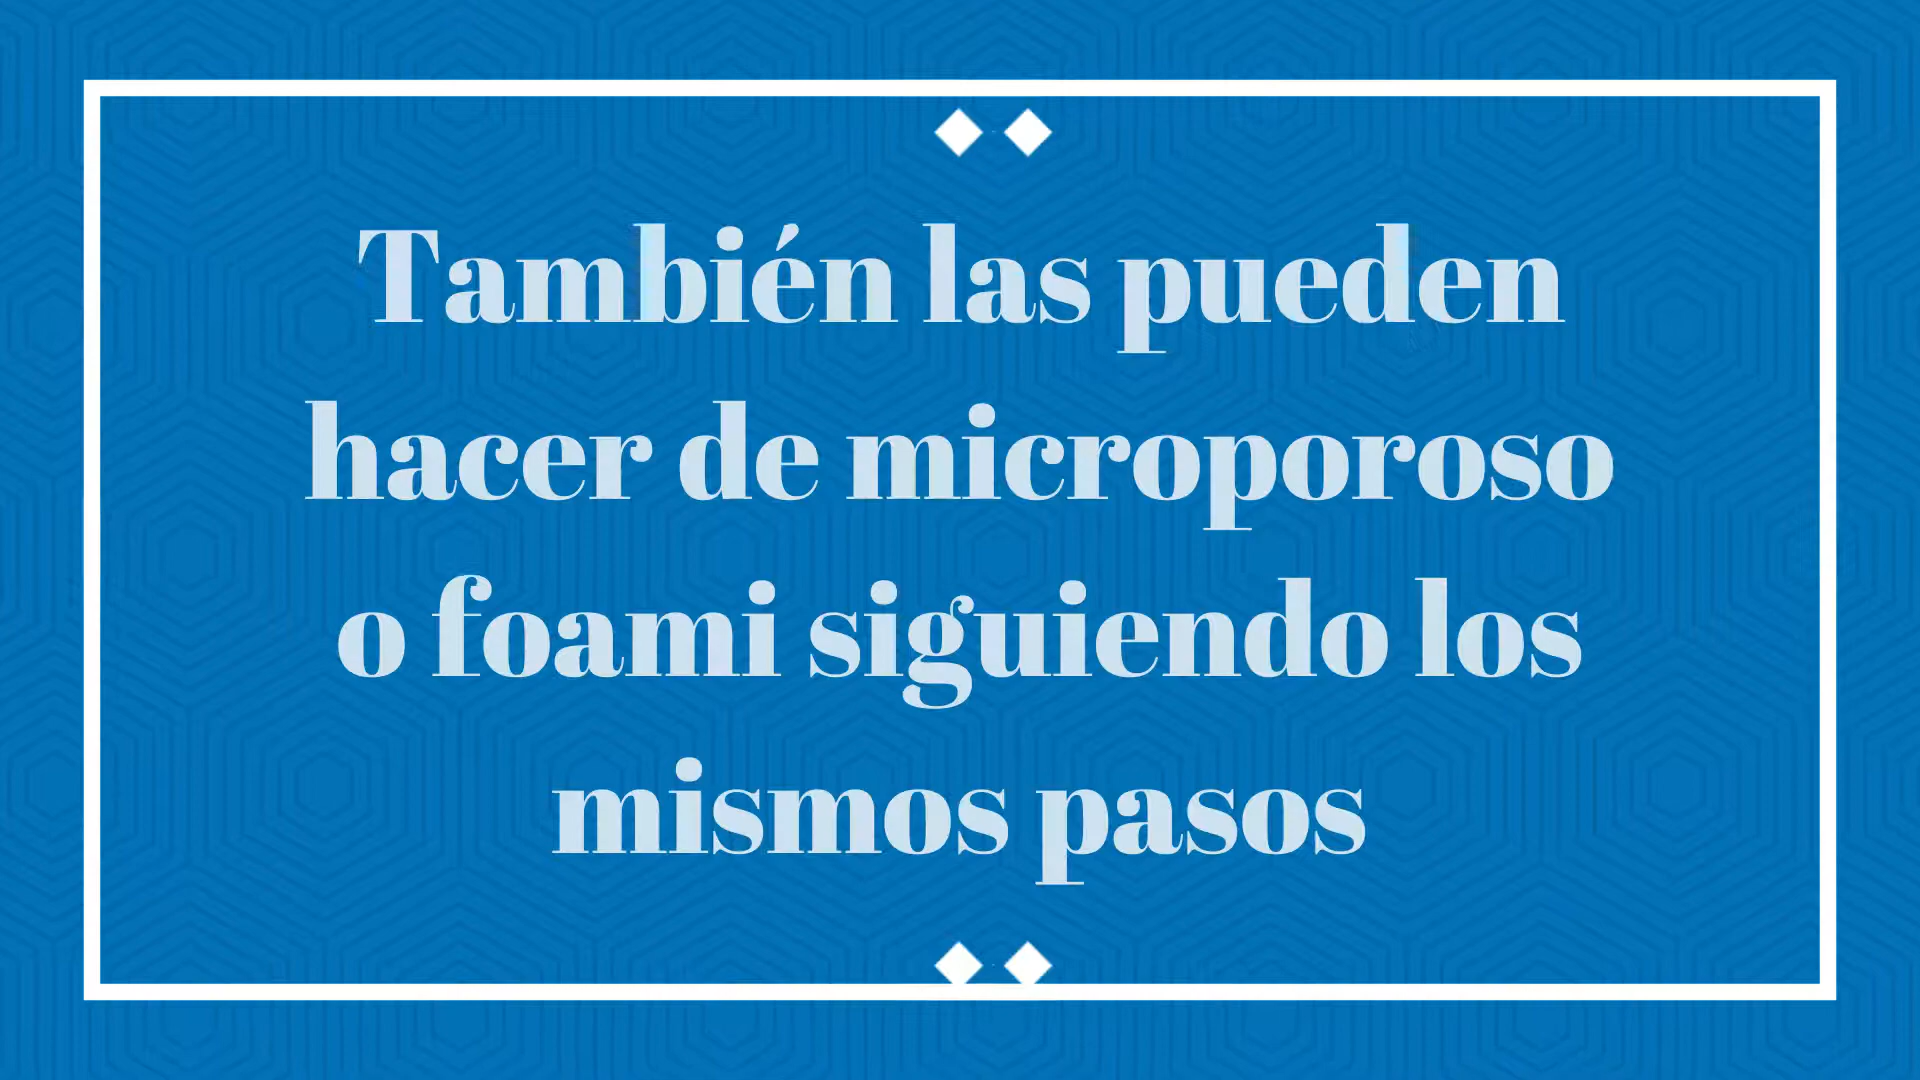 También las pueden
hacer de microporoso
o foami siguiendo los
mismos pasos